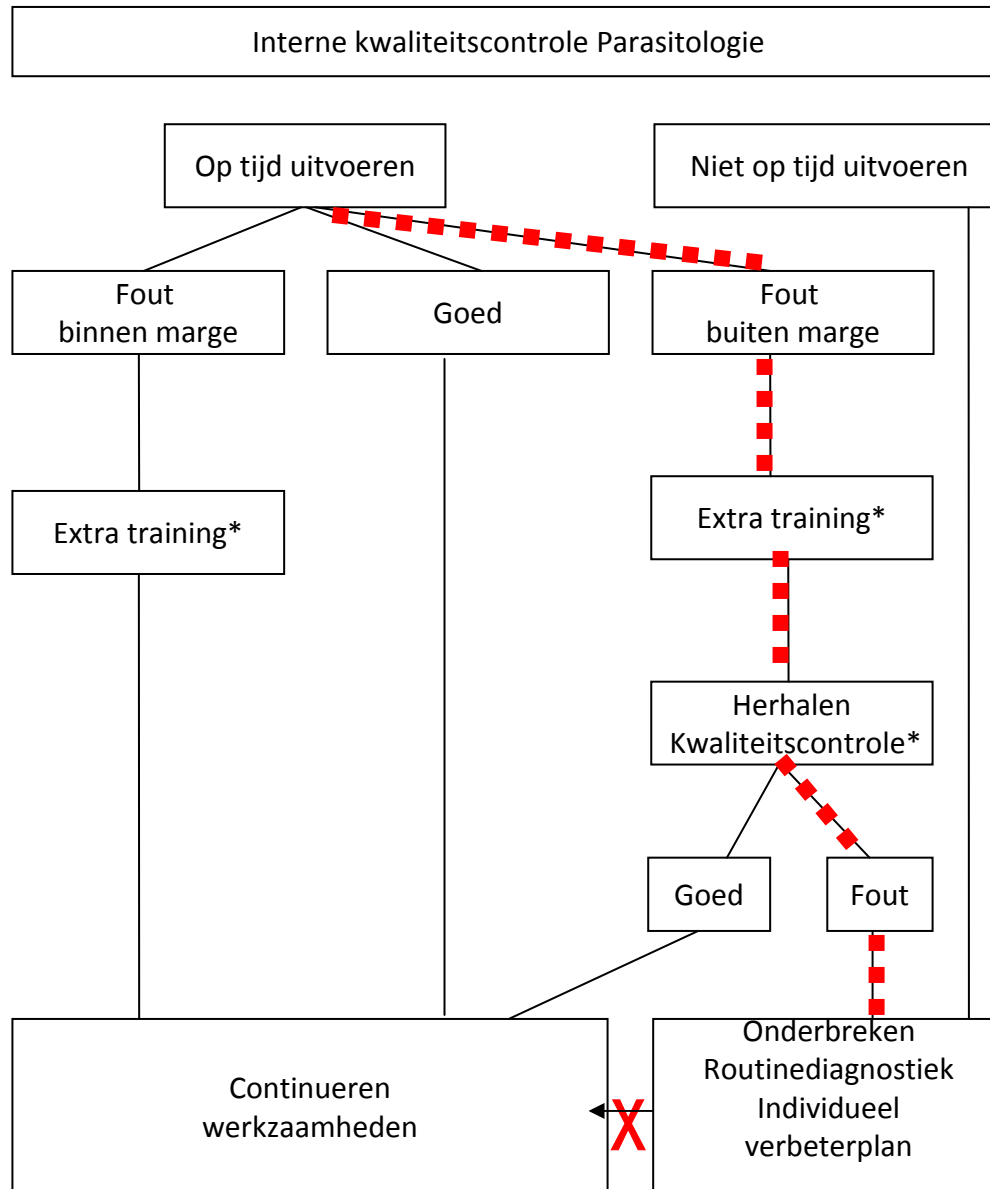 Interne kwaliteitscontrole Parasitologie
Op tijd uitvoeren
Niet op tijd uitvoeren
Fout
binnen marge
Goed
Fout
buiten marge
Extra training*
Extra training*
Herhalen
Kwaliteitscontrole*
Goed
Fout
Continueren
werkzaamheden
Onderbreken
Routinediagnostiek
Individueel
verbeterplan
X